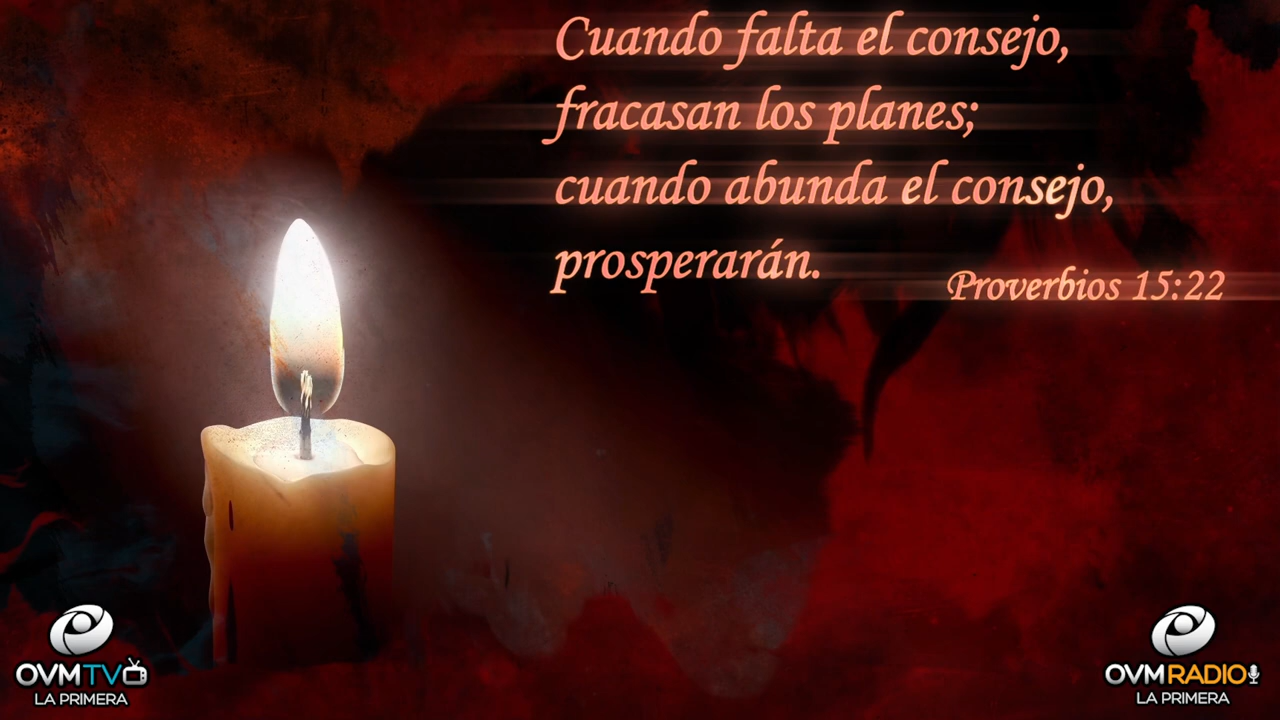 Cuando falta el consejo,
fracasan los planes;
cuando abunda el consejo,
prosperarán.
Proverbios 15:22
OVMTV
LA PRIMERA
OVMRADIO
LA PRIMERA